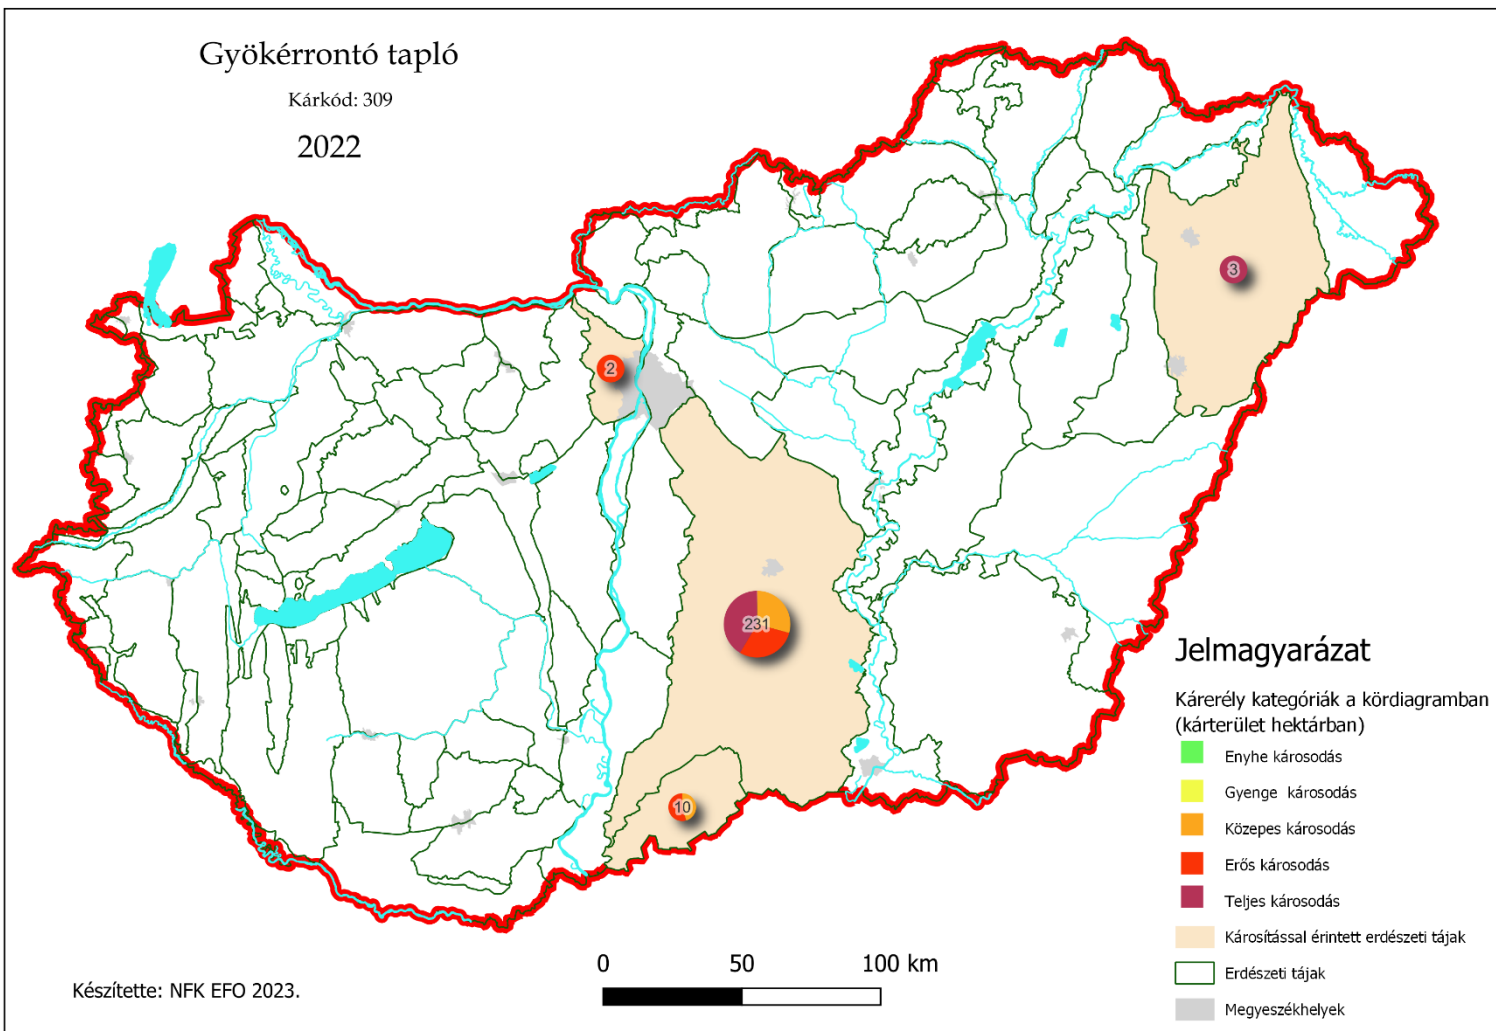 Gyökérrontó tapló
Kárkód: 309
2022
3
2
231
10
Jelmagyarázat
Kárerély kategóriák a kördiagramban
(kárterület hektárban)
Enyhe károsodás
Gyenge károsodás
Közepes károsodás
Erős károsodás
Teljes károsodás
Károsítással érintett erdészeti tájak
Erdészeti tájak
Megyeszékhelyek
0 50 100 km
Készítette: NFK EFO 2023.